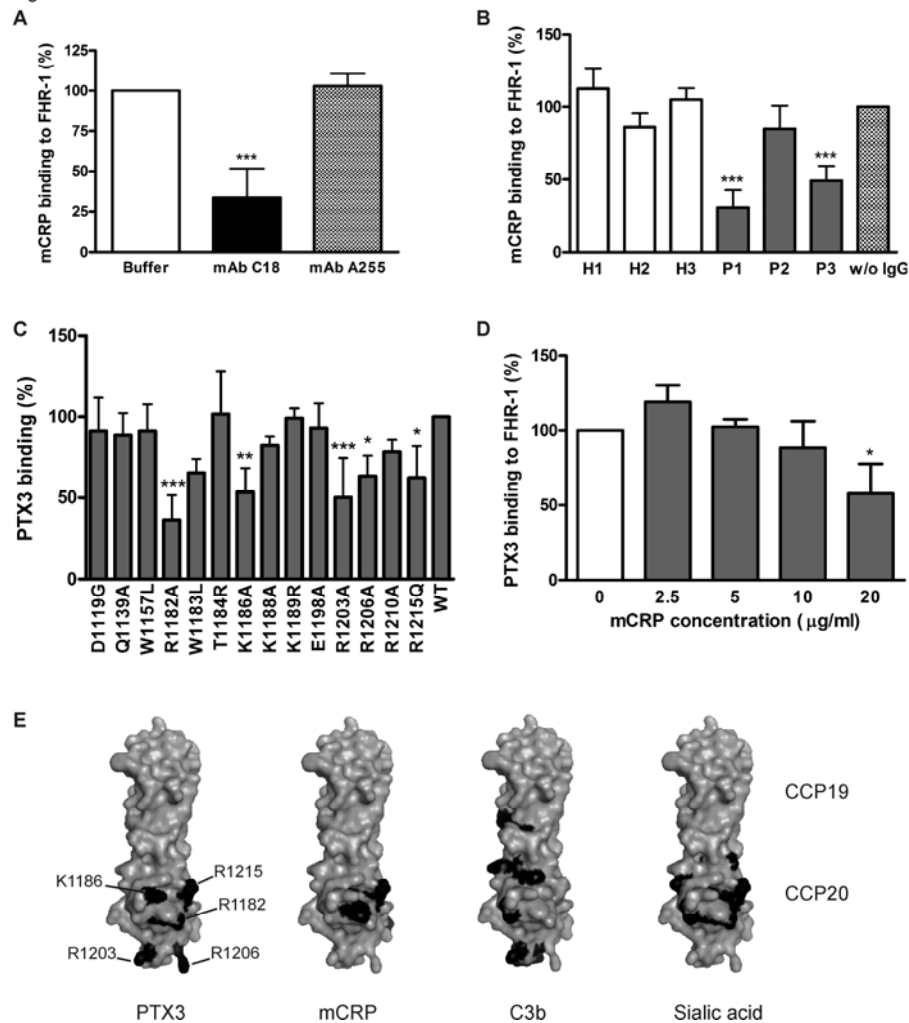 A
mCRP binding to FHR-1 (%)
125
100
75
50
25
0
***
Buffer mAb C18 mAb A255
B
mCRP binding to FHR-1 (%)
150
100
50
0
*** ***
H1 H2 H3 P1 P2 P3 w/o IgG
C
PTX3 binding (%)
150
100
50
0
*** ** *** * *
D1119G Q1139A W1157L R1182A W1183L T1184R K1186A K1188A K1189R E1198A R1203A R1206A R1210A R1215Q WT
D
PTX3 binding to FHR-1 (%)
150
100
50
0
*
0 2.5 5 10 20
mCRP concentration ( μg/ml)
E
CCP19
K1186
R1215
R1182
CCP20
R1203
R1206
PTX3 mCRP C3b Sialic acid